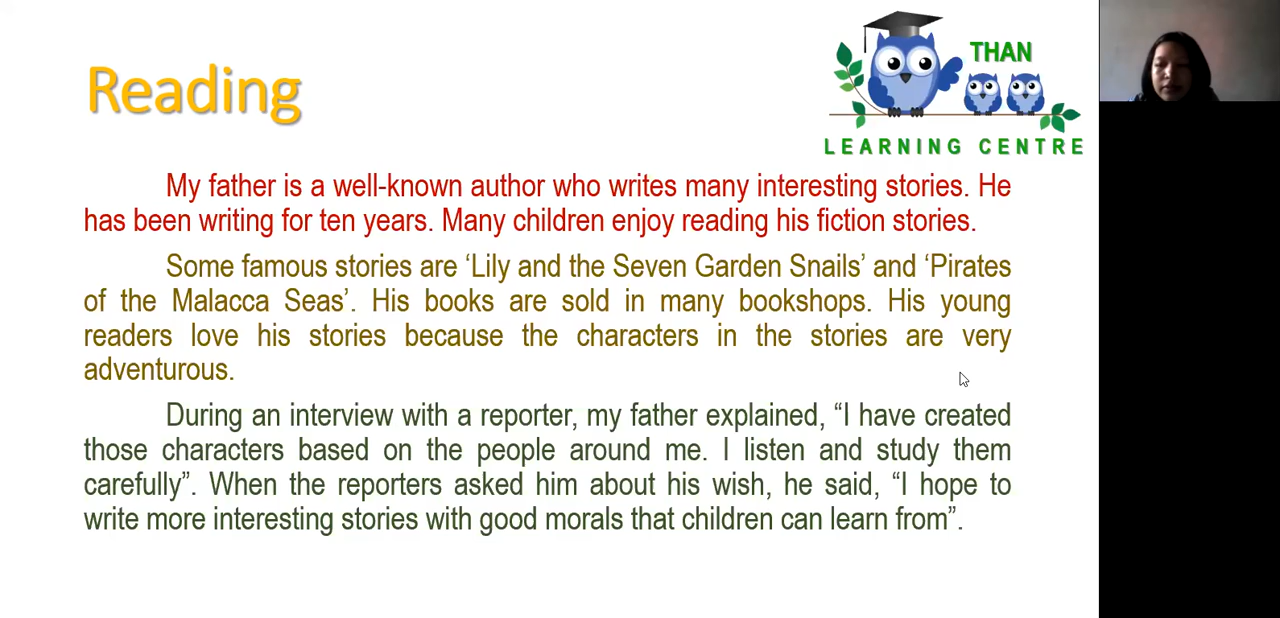 THAN
Reading
LEARNING CENTRE
My father is a well-known author who writes many interesting stories. He
has been writing for ten years. Many children enjoy reading his fiction stories.
Some famous stories are ‘Lily and the Seven Garden Snails’ and ‘Pirates
of the Malacca Seas’. His books are sold in many bookshops. His young
readers love his stories because the characters in the stories are very
adventurous.
During an interview with a reporter, my father explained, “I have created
those characters based on the people around me. I listen and study them
carefully”. When the reporters asked him about his wish, he said, “I hope to
write more interesting stories with good morals that children can learn from”.